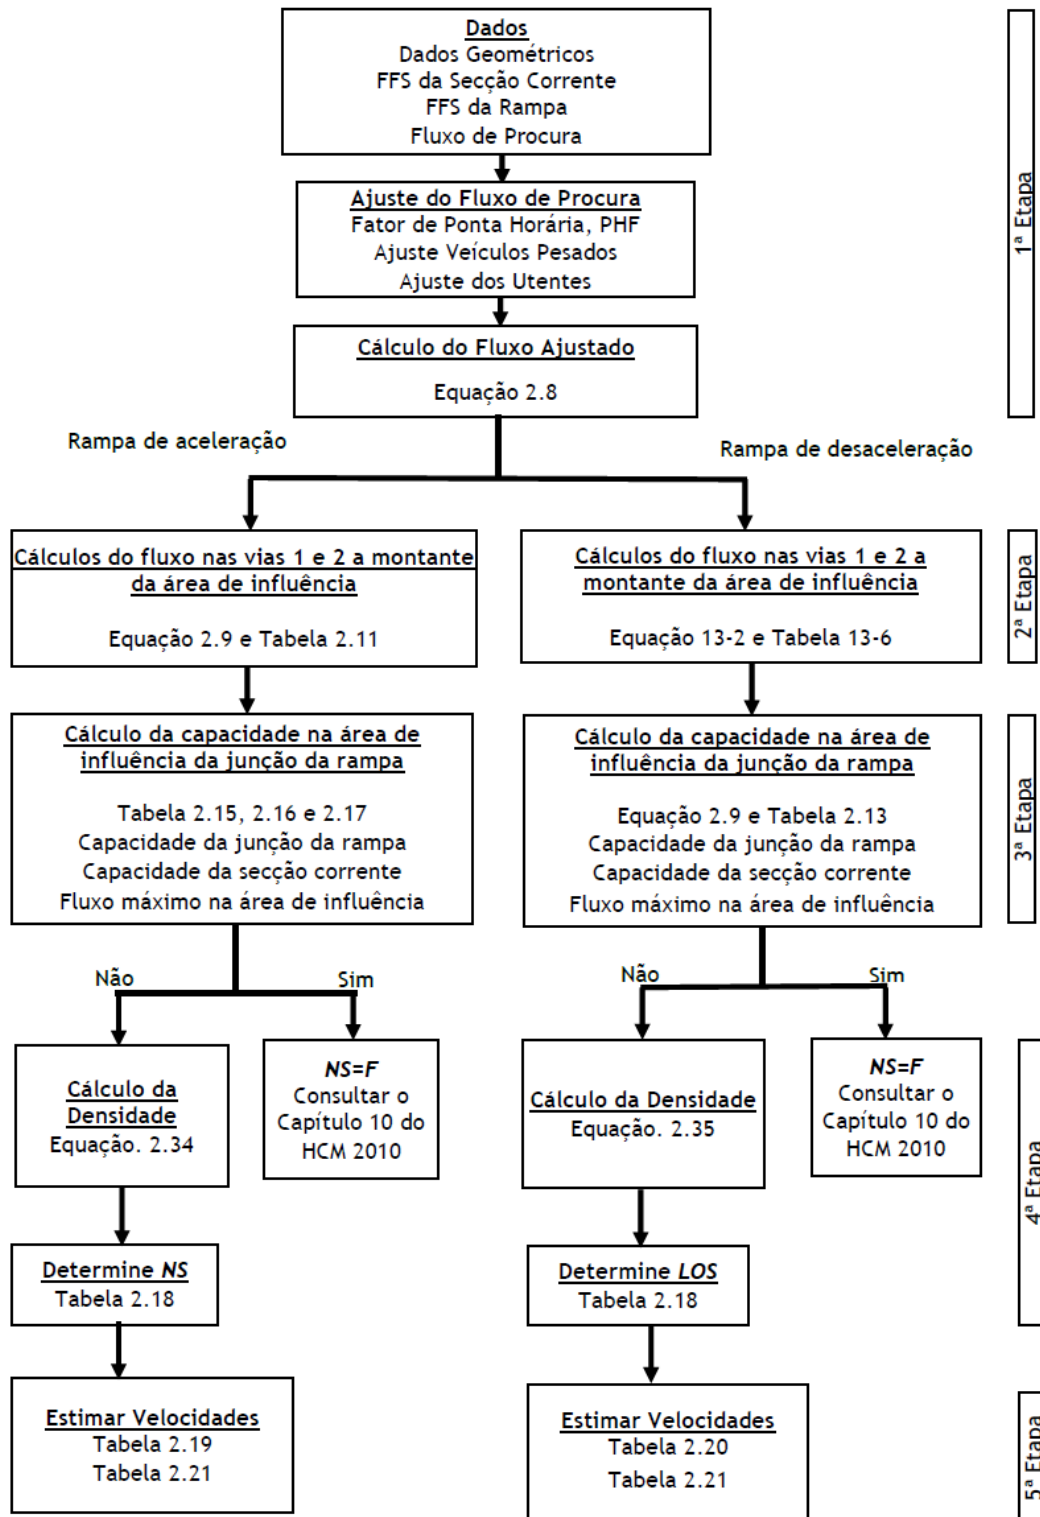 Dados
Dados Geométricos
FFS da Secção Corrente
FFS da Rampa
Fluxo de Procura
Ajuste do Fluxo de Procura
Fator de Ponta Horária, PHF
Ajuste Veículos Pesados
Ajuste dos Utentes
Cálculo do Fluxo Ajustado
Equação 2.8
1ª Etapa
Rampa de aceleração
Rampa de desaceleração
Cálculos do fluxo nas vias 1 e 2 a montante
da área de influência
Equação 2.9 e Tabela 2.11
Cálculos do fluxo nas vias 1 e 2 a
montante da área de influência
Equação 13-2 e Tabela 13-6
2ª Etapa
Cálculo da capacidade na área de
influência da junção da rampa
Tabela 2.15, 2.16 e 2.17
Capacidade da junção da rampa
Capacidade da secção corrente
Fluxo máximo na área de influência
Cálculo da capacidade na área de
influência da junção da rampa
Equação 2.9 e Tabela 2.13
Capacidade da junção da rampa
Capacidade da secção corrente
Fluxo máximo na área de influência
3ª Etapa
Não
Sim
Não
Sim
Cálculo da
Densidade
Equação. 2.34
NS=F
Consultar o
Capítulo 10 do
HCM 2010
Cálculo da Densidade
Equação. 2.35
NS=F
Consultar o
Capítulo 10 do
HCM 2010
Determine NS
Tabela 2.18
Determine LOS
Tabela 2.18
4ª Etapa
Estimar Velocidades
Tabela 2.19
Tabela 2.21
Estimar Velocidades
Tabela 2.20
Tabela 2.21
5ª Etapa